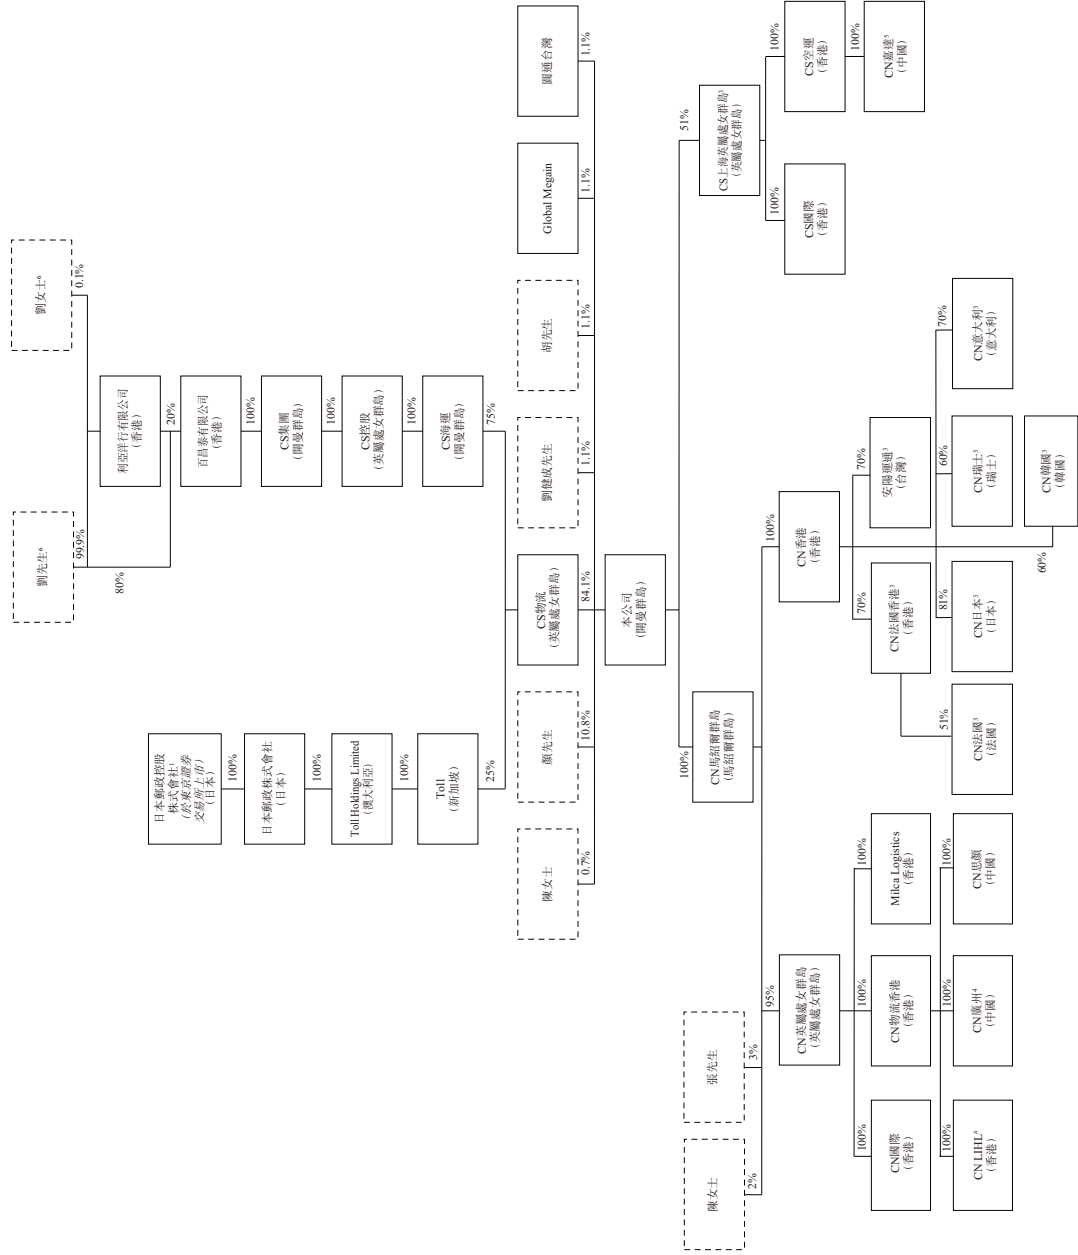 劉先生⁶
劉女士⁶
99.9%
0.1%
80%
利亞洋行有限公司
（香港）
20%
百昌泰有限公司
（香港）
100%
CS集團
（開曼群島）
100%
CS控股
（英屬處女群島）
100%
CS海運
（開曼群島）
75%
日本郵政控股
株式會社¹
（於東京證券
交易所上市）
（日本）
100%
日本郵政株式會社
（日本）
100%
Toll Holdings Limited
（澳大利亞）
100%
Toll
（新加坡）
25%
陳女士
顏先生
CS物流
（英屬處女群島）
劉健成先生
胡先生
Global Megain
圓通台灣
0.7%
10.8%
84.1%
1.1%
1.1%
1.1%
1.1%
本公司
（開曼群島）
100%
51%
CN馬紹爾群島
（馬紹爾群島）
CS上海英屬處女群島³
（英屬處女群島）
陳女士
張先生
2%
3%
95%
100%
100%
100%
CN英屬處女群島
（英屬處女群島）
CN香港
（香港）
CS國際
（香港）
CS空運
（香港）
100%
100%
100%
70%
70%
100%
CN國際
（香港）
CN物流香港
（香港）
Milca Logistics
（香港）
CN法國香港³
（香港）
安陽運通³
（台灣）
CN嘉達⁵
（中國）
100%
100%
100%
51%
81%
60%
70%
CN LIHL⁸
（香港）
CN廣州⁴
（中國）
CN思顏
（中國）
CN法國³
（法國）
CN日本³
（日本）
CN瑞士³
（瑞士）
CN意大利³
（意大利）
60%
CN韓國³
（韓國）